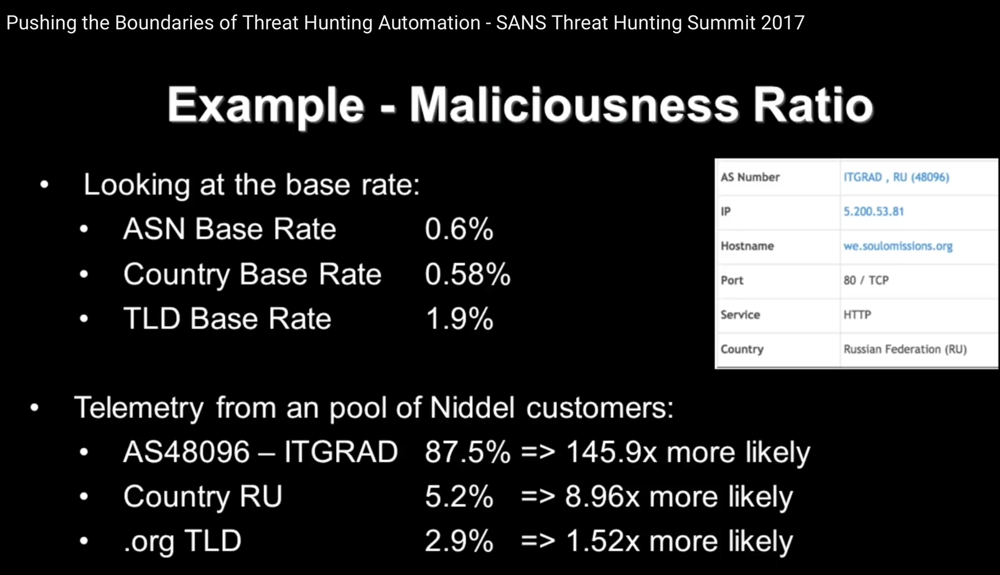 Pushing the Boundaries of Threat Hunting Automation - SANS Threat Hunting Summit 2017
Example - Maliciousness Ratio
• Looking at the base rate:
• ASN Base Rate 0.6%
• Country Base Rate 0.58%
• TLD Base Rate 1.9%
AS Number ITGRAD , RU (48096)
IP 5.200.53.81
Hostname we.soulomissions.org
Port 80 / TCP
Service HTTP
Country Russian Federation (RU)
• Telemetry from an pool of Niddel customers:
• AS48096 – ITGRAD 87.5% => 145.9x more likely
• Country RU 5.2% => 8.96x more likely
• .org TLD 2.9% => 1.52x more likely